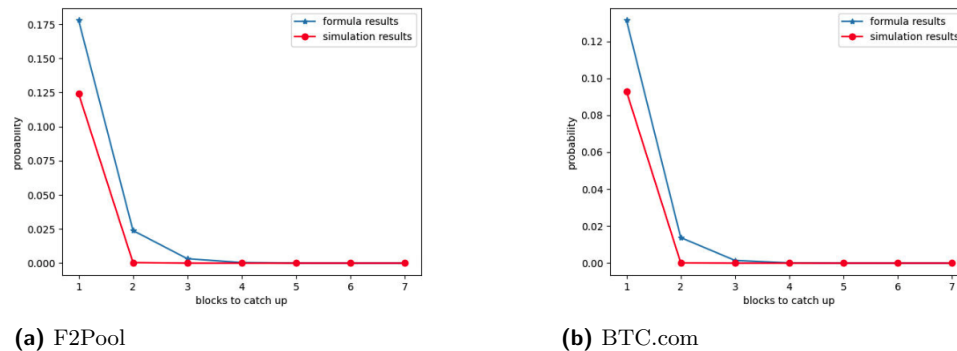 formula results
simulation results
probability
0.175
0.150
0.125
0.100
0.075
0.050
0.025
0.000
1 2 3 4 5 6 7
blocks to catch up
(a) F2Pool
formula results
simulation results
probability
0.12
0.10
0.08
0.06
0.04
0.02
0.00
1 2 3 4 5 6 7
blocks to catch up
(b) BTC.com